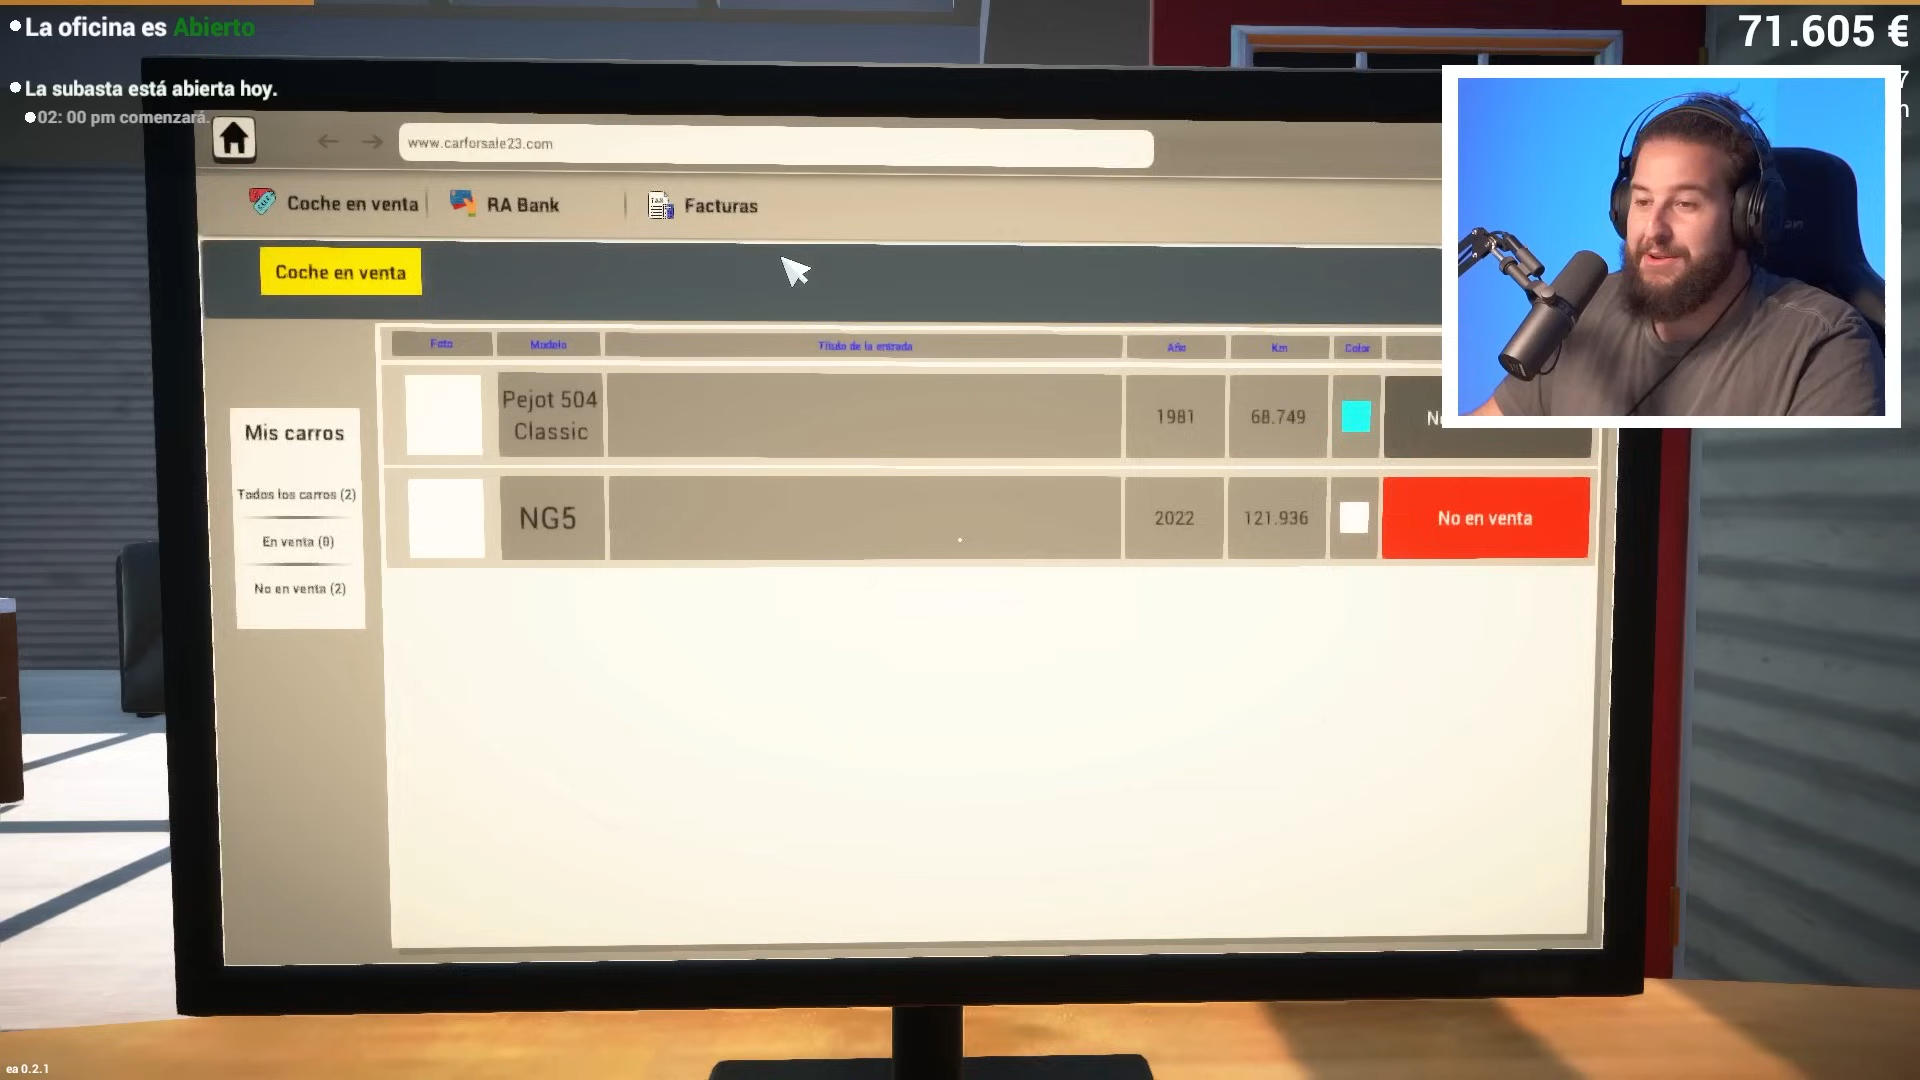 La oficina es Abierto
71.605 €
La subasta está abierta hoy.
02: 00 pm comenzará.
www.carforsale23.com
Coche en venta
RA Bank
Facturas
Coche en venta
Foto
Modelo
Título de la entrada
Año
Km
Color
Pejot 504
Classic
1981
68.749
Mis carros
Todos los carros (2)
En venta (0)
No en venta (2)
NG5
2022
121.936
No en venta
ea 0.2.1